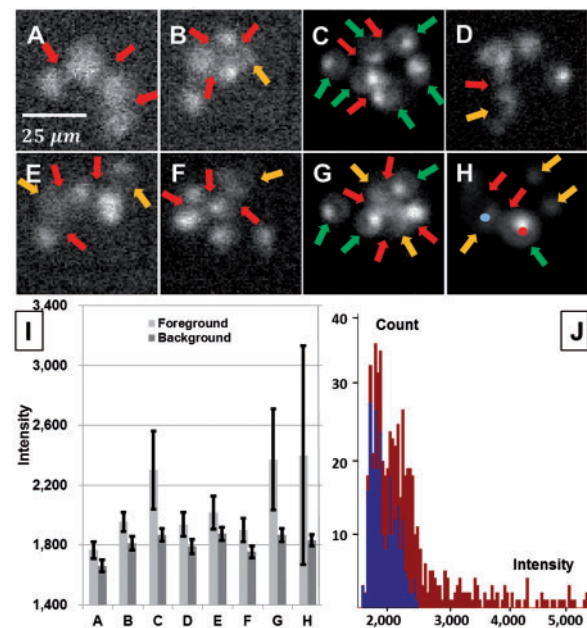 A B C D
25 μm
E F G H
I J
3,400
3,000
2,600
2,200
1,800
1,400
Intensity
Foreground
Background
A B C D E F G H
Count
40
30
20
10
Intensity
2,000 3,000 4,000 5,000